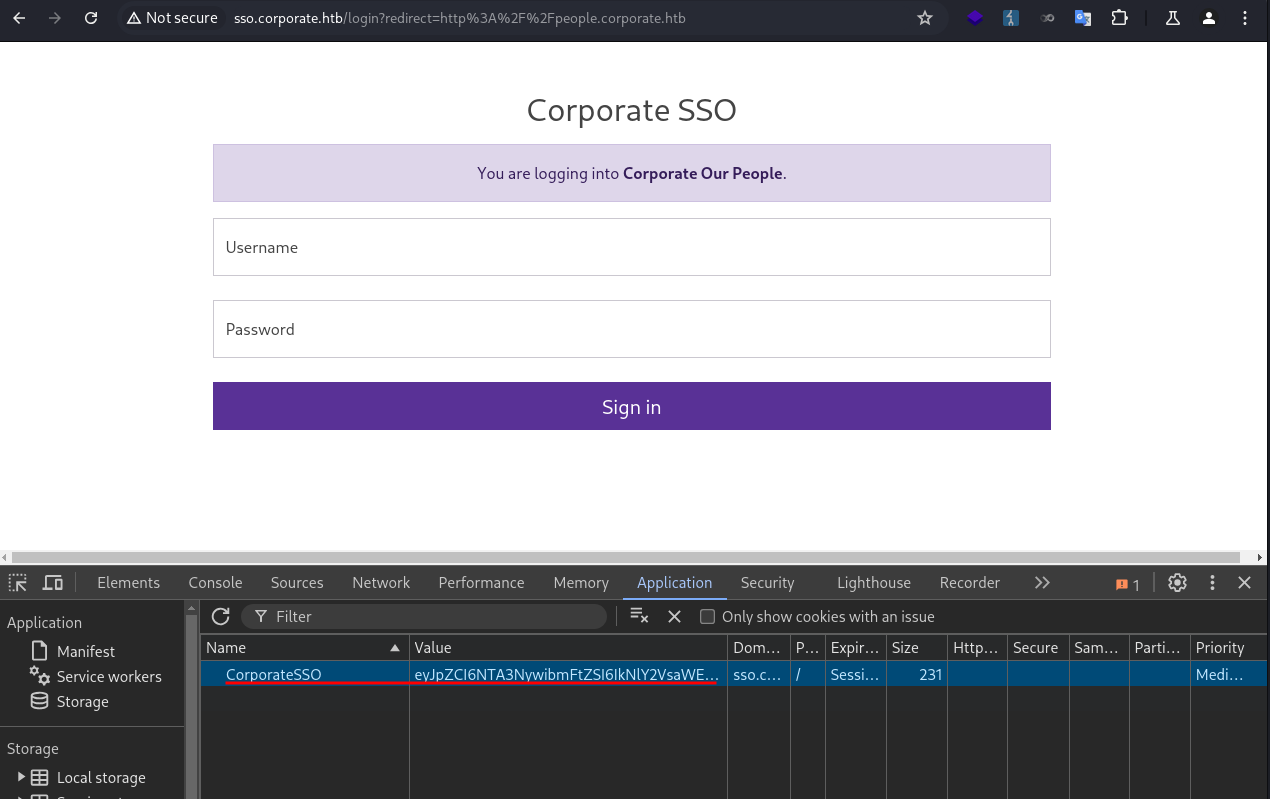 Not secure sso.corporate.htb/login?redirect=http%3A%2F%2Fpeople.corporate.htb
Corporate SSO
You are logging into Corporate Our People.
Username
Password
Sign in
Elements Console Sources Network Performance Memory Application Security Lighthouse Recorder 1
Application
Manifest
Service workers
Storage
Storage
Local storage
Filter
Only show cookies with an issue
Name Value Dom... P... Expir... Size Http... Secure Sam... Parti... Priority
CorporateSSO eyJpZCI6NTA3NywibmFtZSI6IkNlY2VsaWE... sso.c... / Sessi... 231 Medi...